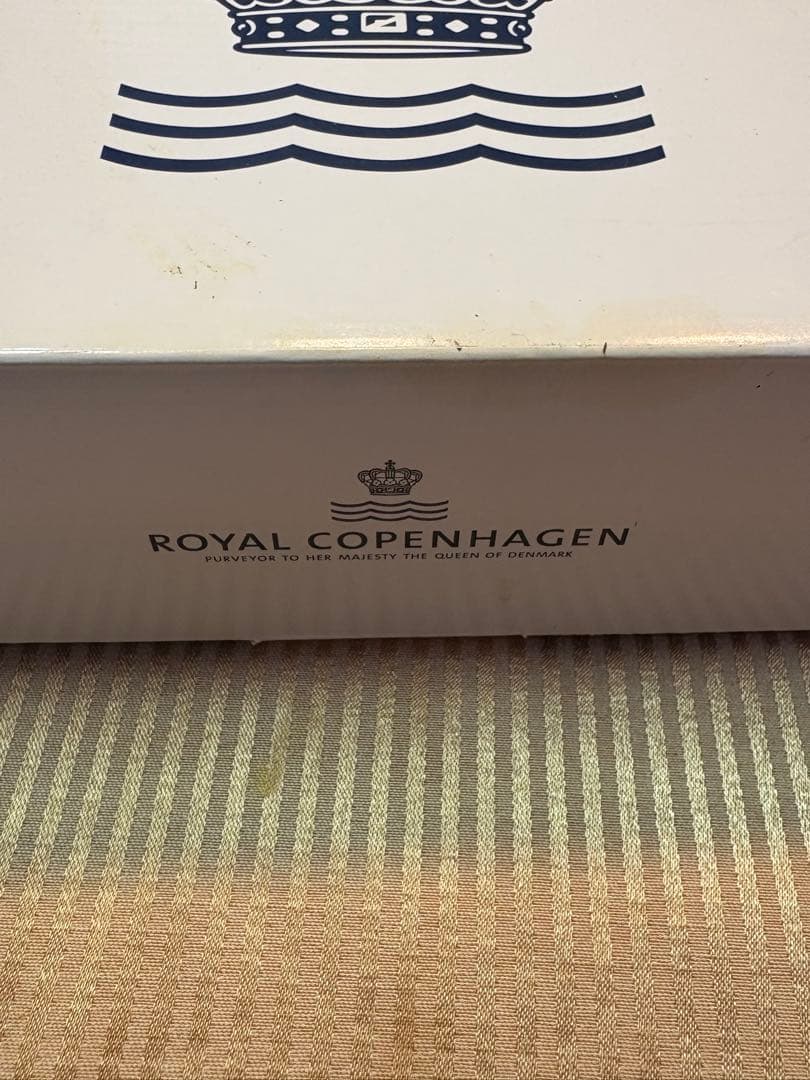 ROYAL COPENHAGEN
PURVEYOR TO HER MAJESTY THE QUEEN OF DENMARK